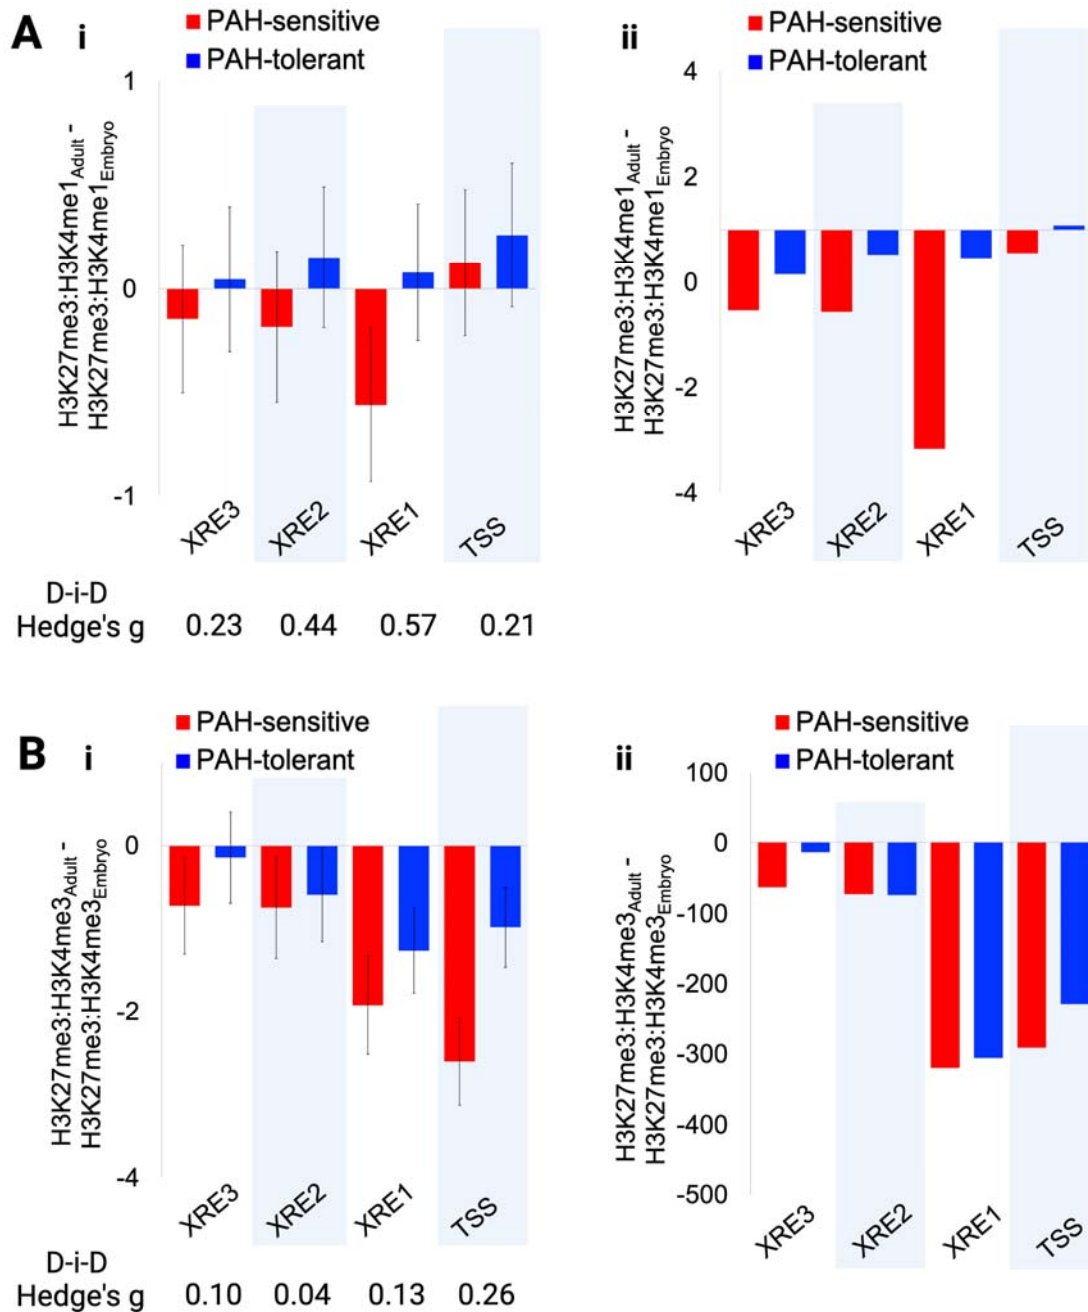 A i
PAH-sensitive
PAH-tolerant
H3K27me3:H3K4me1Adult -
H3K27me3:H3K4me1Embryo
1
0
-1
XRE3 XRE2 XRE1 TSS
D-i-D
Hedge's g 0.23 0.44 0.57 0.21
ii
PAH-sensitive
PAH-tolerant
H3K27me3:H3K4me1Adult -
H3K27me3:H3K4me1Embryo
4
2
0
-2
-4
XRE3 XRE2 XRE1 TSS
B i
PAH-sensitive
PAH-tolerant
H3K27me3:H3K4me3Adult -
H3K27me3:H3K4me3Embryo
0
-2
-4
XRE3 XRE2 XRE1 TSS
D-i-D
Hedge's g 0.10 0.04 0.13 0.26
ii
PAH-sensitive
PAH-tolerant
H3K27me3:H3K4me3Adult -
H3K27me3:H3K4me3Embryo
100
0
-100
-200
-300
-400
-500
XRE3 XRE2 XRE1 TSS